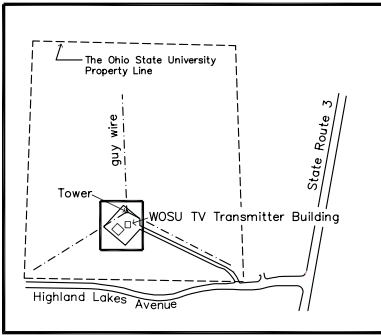 The Ohio State University
Property Line
State Route 3
guy wire
Tower
WOSU TV Transmitter Building
Highland Lakes Avenue